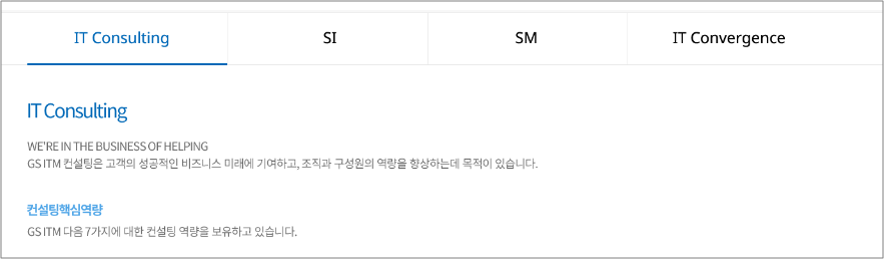 IT Consulting SI SM IT Convergence
IT Consulting
WE'RE IN THE BUSINESS OF HELPING
GS ITM 컨설팅은 고객의 성공적인 비즈니스 미래에 기여하고, 조직과 구성원의 역량을 향상하는데 목적이 있습니다.
컨설팅핵심역량
GS ITM 다음 7가지에 대한 컨설팅 역량을 보유하고 있습니다.